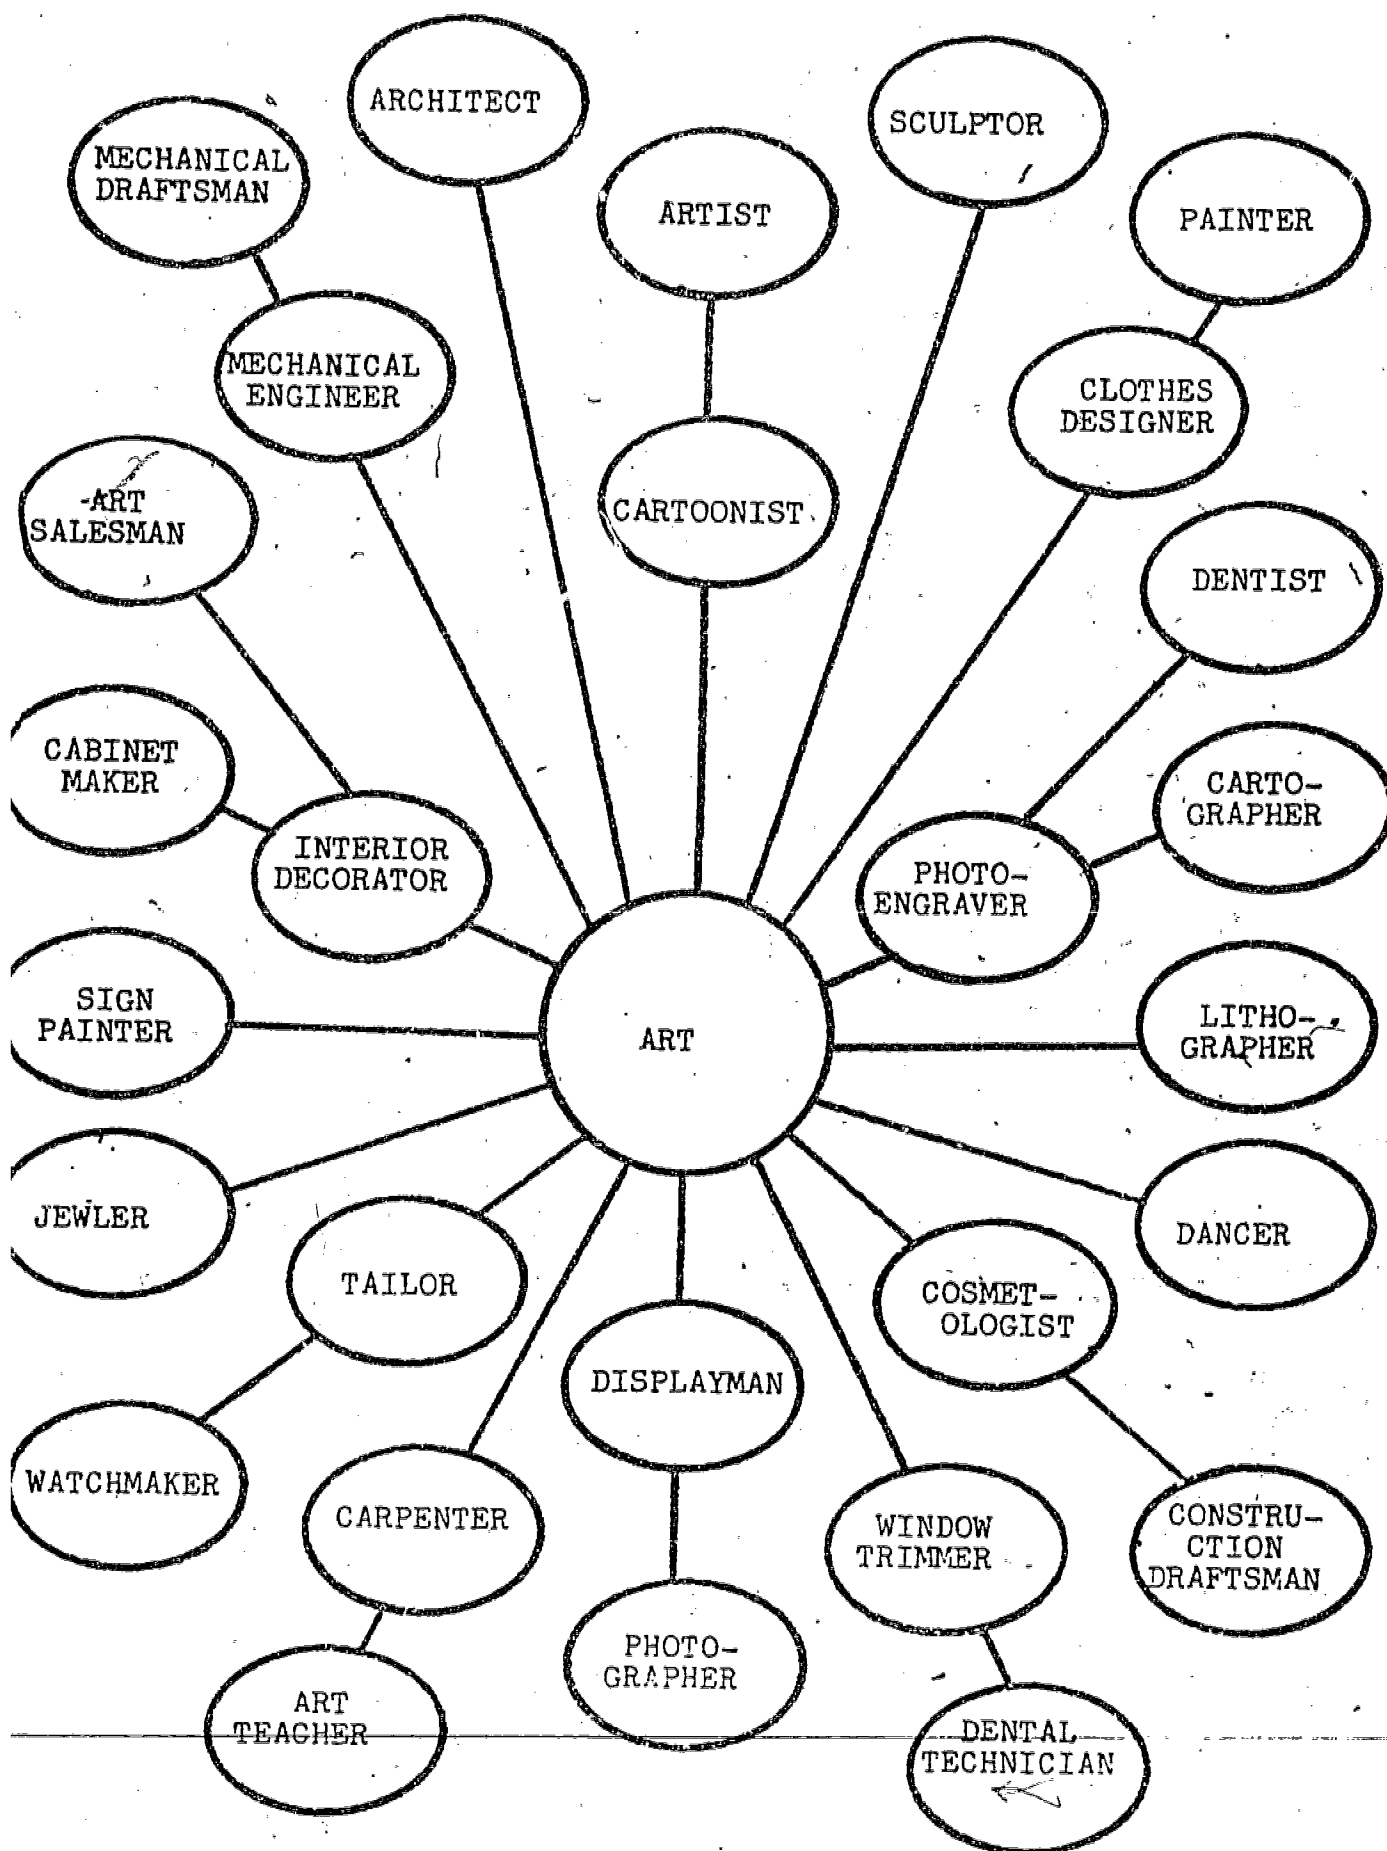 ARCHITECT
SCULPTOR
MECHANICAL
DRAFTSMAN
ARTIST
PAINTER
MECHANICAL
ENGINEER
CLOTHES
DESIGNER
ART
SALESMAN
CARTOONIST
DENTIST
CABINET
MAKER
CARTO-
GRAPHER
INTERIOR
DECORATOR
PHOTO-
ENGRAVER
SIGN
PAINTER
ART
LITHO-
GRAPHER
JEWLER
DANCER
TAILOR
COSMET-
OLOGIST
DISPLAYMAN
WATCHMAKER
CARPENTER
WINDOW
TRIMMER
CONSTRU-
CTION
DRAFTSMAN
PHOTO-
GRAPHER
ART
TEACHER
DENTAL
TECHNICIAN